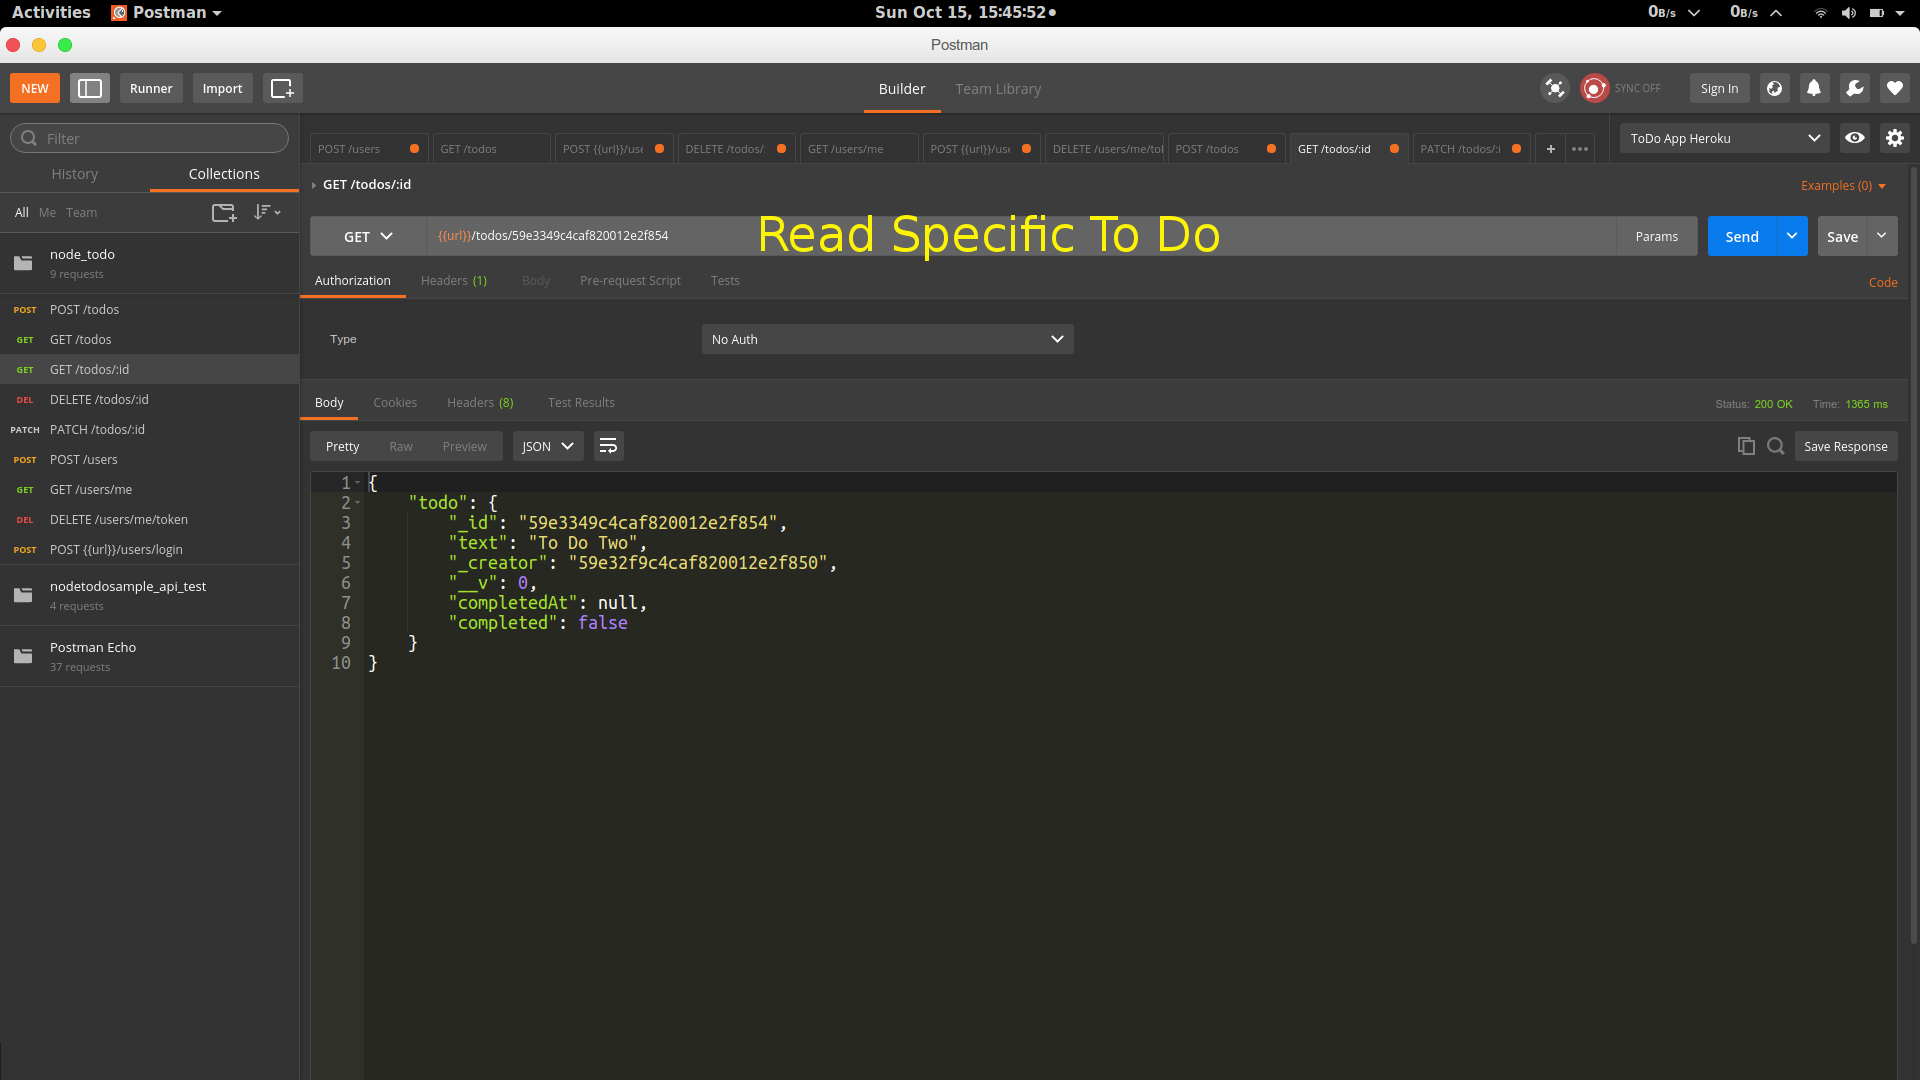 Activities Postman Sun Oct 15, 15:45:52 0B/s 0B/s
Postman
NEW Runner Import Builder Team Library SYNC OFF Sign In
Filter
POST /users GET /todos POST {{url}}/use DELETE /todos/: GET /users/me POST {{url}}/use DELETE /users/me/to POST /todos GET /todos/:id PATCH /todos/:i + ToDo App Heroku
History Collections
All Me Team
GET /todos/:id Examples (0)
GET {{url}}/todos/59e3349c4caf820012e2f854 Params Send Save
Read Specific To Do
Authorization Headers (1) Body Pre-request Script Tests Code
Type No Auth
Body Cookies Headers (8) Test Results Status: 200 OK Time: 1365 ms
Pretty Raw Preview JSON Save Response
node_todo
9 requests
POST POST /todos
GET GET /todos
GET GET /todos/:id
DEL DELETE /todos/:id
PATCH PATCH /todos/:id
POST POST /users
GET GET /users/me
DEL DELETE /users/me/token
POST POST {{url}}/users/login
nodetodosample_api_test
4 requests
Postman Echo
37 requests
1 {
2 "todo": {
3 "_id": "59e3349c4caf820012e2f854",
4 "text": "To Do Two",
5 "_creator": "59e32f9c4caf820012e2f850",
6 "__v": 0,
7 "completedAt": null,
8 "completed": false
9 }
10 }